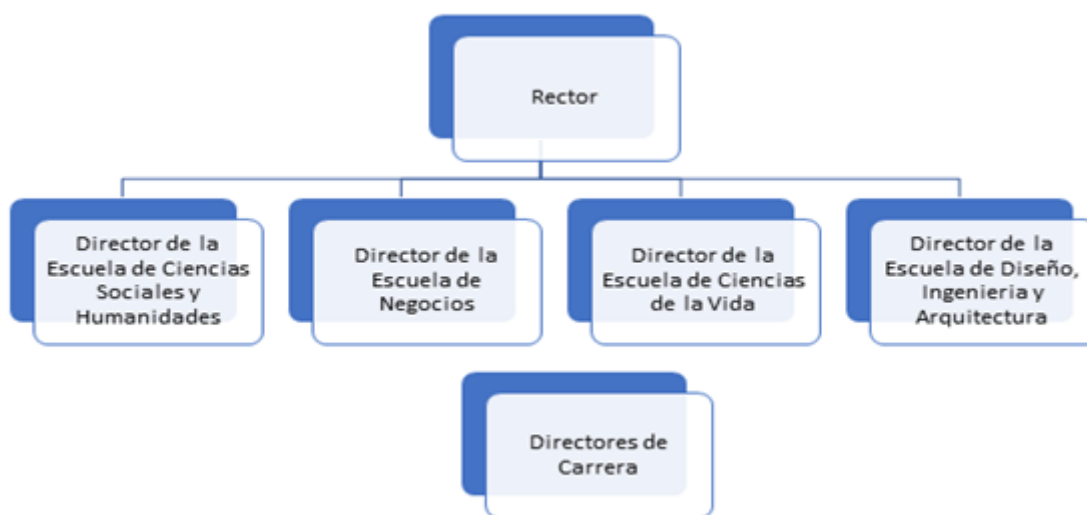 Rector
Director de la
Escuela de Ciencias
Sociales y
Humanidades
Director de la
Escuela de
Negocios
Director de la
Escuela de Ciencias
de la Vida
Director de la
Escuela de Diseño,
Ingenieria y
Arquitectura
Directores de
Carrera